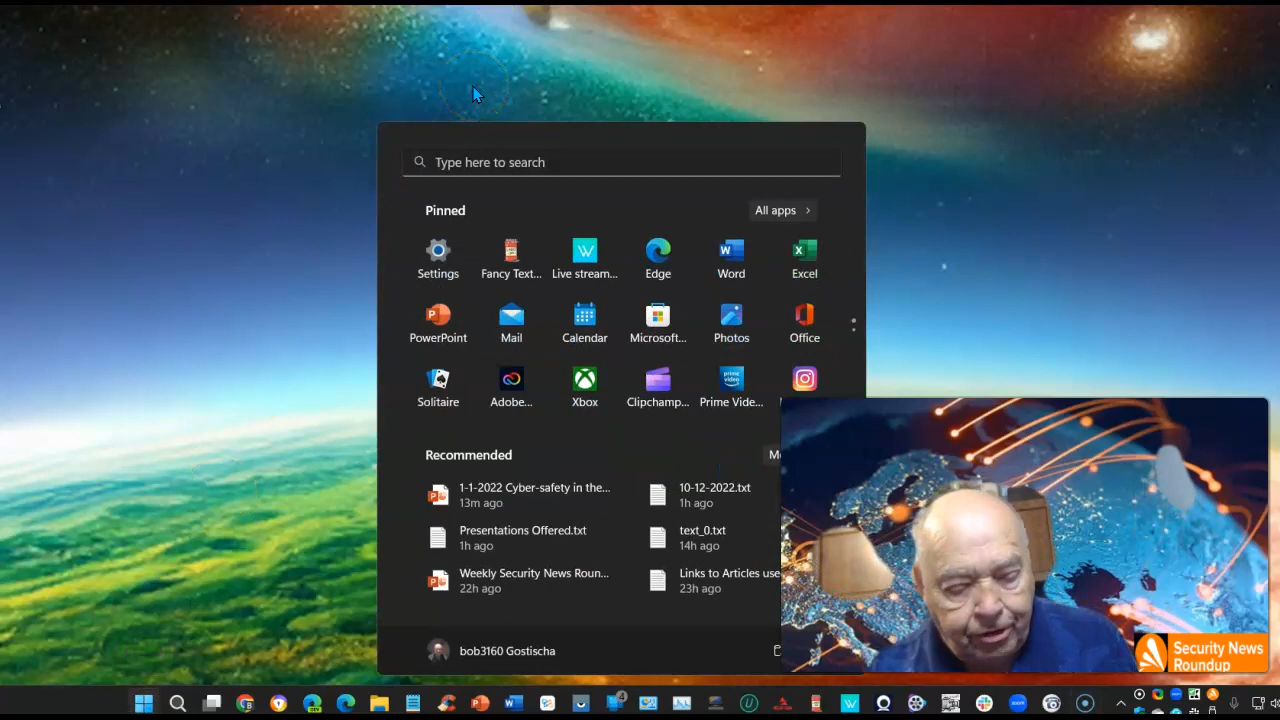 Type here to search
Pinned
All apps
Settings
Fancy Text...
Live stream...
Edge
Word
Excel
PowerPoint
Mail
Calendar
Microsoft...
Photos
Office
Solitaire
Adobe...
Xbox
Clipchamp...
Prime Vide...
Recommended
1-1-2022 Cyber-safety in the...
13m ago
10-12-2022.txt
1h ago
Presentations Offered.txt
1h ago
text_0.txt
14h ago
Weekly Security News Roun...
22h ago
Links to Articles use
23h ago
bob3160 Gostischa
Security News
Roundup